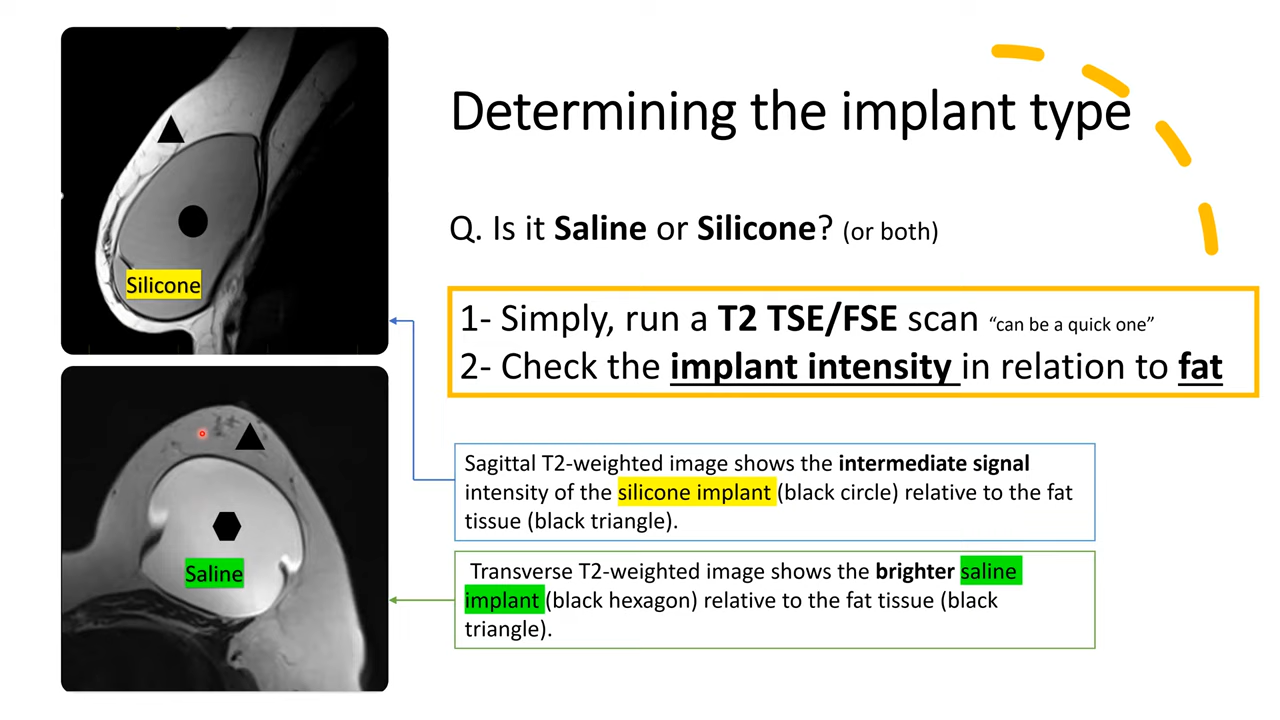 Determining the implant type
Q. Is it Saline or Silicone? (or both)
1- Simply, run a T2 TSE/FSE scan “can be a quick one”
2- Check the implant intensity in relation to fat
Silicone
Sagittal T2-weighted image shows the intermediate signal
intensity of the silicone implant (black circle) relative to the fat
tissue (black triangle).
Saline
Transverse T2-weighted image shows the brighter saline
implant (black hexagon) relative to the fat tissue (black
triangle).